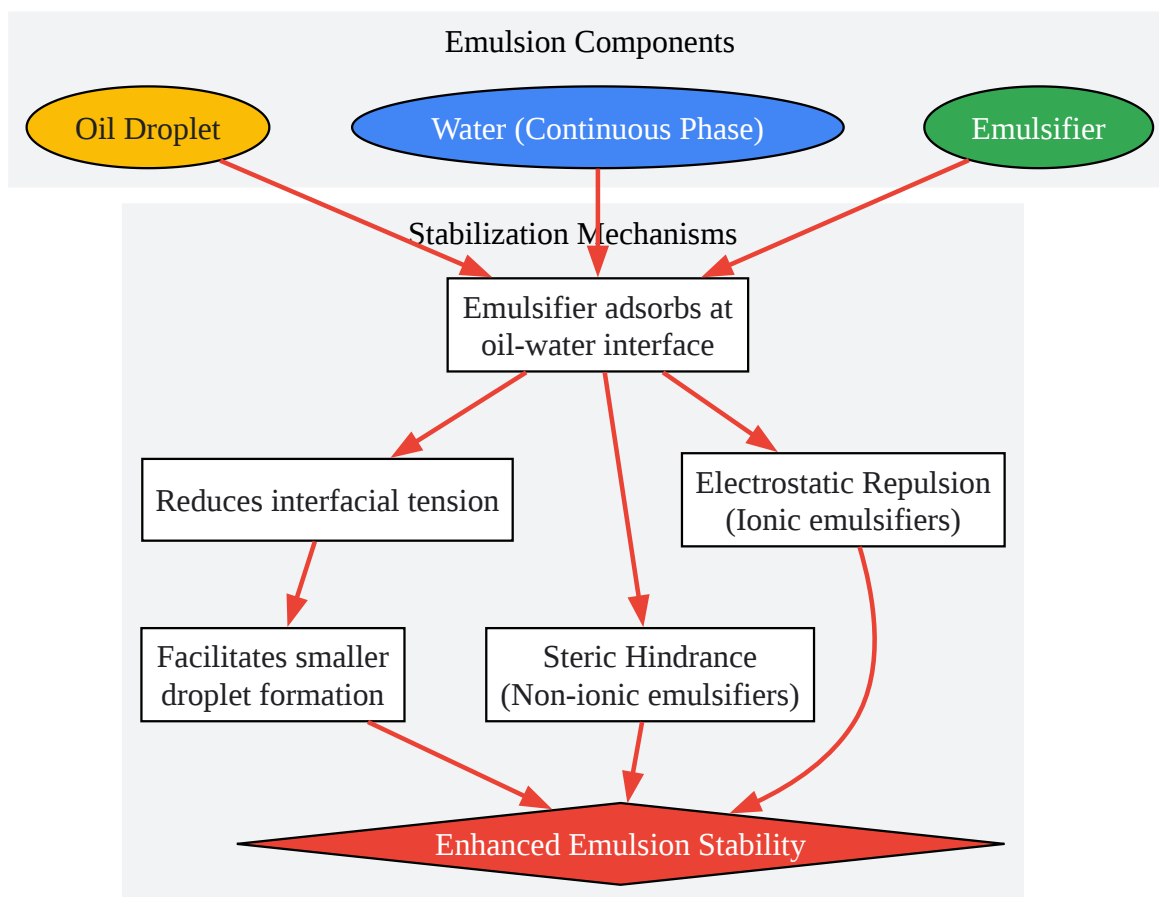 Emulsion Components
Oil Droplet
Water (Continuous Phase)
Emulsifier
Stabilization Mechanisms
Emulsifier adsorbs at
oil-water interface
Reduces interfacial tension
Electrostatic Repulsion
(Ionic emulsifiers)
Facilitates smaller
droplet formation
Steric Hindrance
(Non-ionic emulsifiers)
Enhanced Emulsion Stability